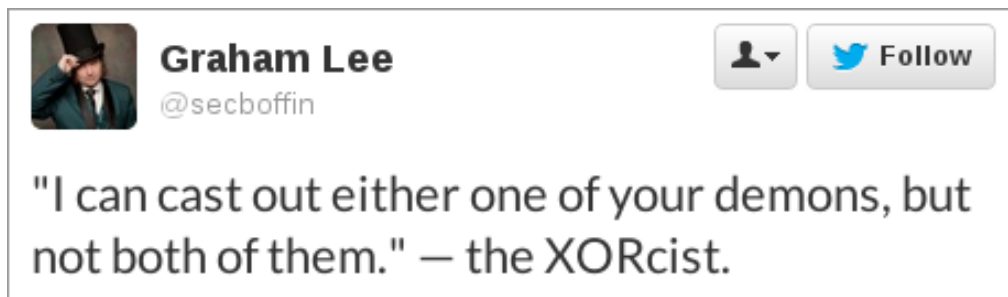 Graham Lee
@secboffin
Follow
"I can cast out either one of your demons, but
not both of them." — the XORcist.